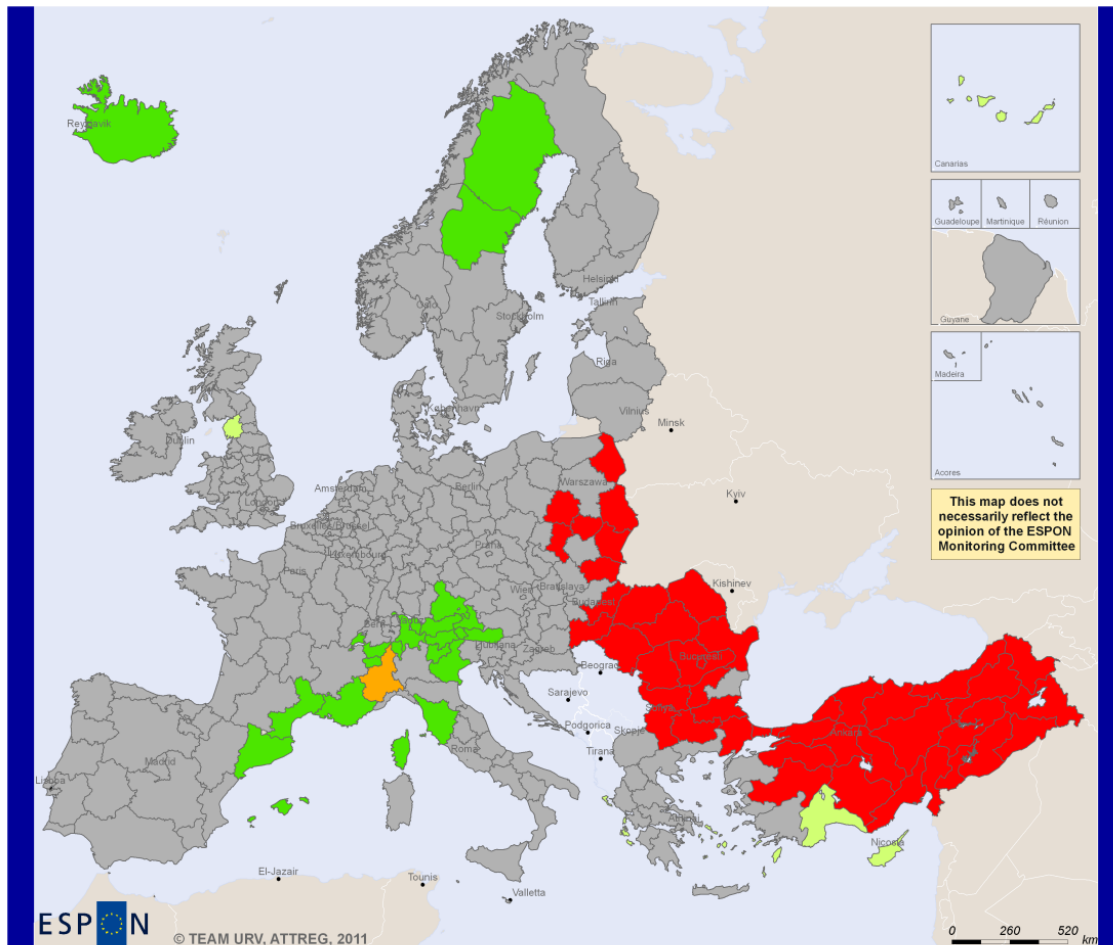 Reykjavik
Canarias
Guadeloupe
Martinique
Réunion
Guyane
Madeira
Acores
This map does not
necessarily reflect the
opinion of the ESPON
Monitoring Committee
Oslo
Helsinki
Tallinn
Stockholm
Riga
København
Vilnius
Minsk
Dublin
London
Amsterdam
Berlin
Warszawa
Kyiv
Bruxelles/Brussel
Luxembourg
Praha
Paris
Wien
Bratislava
Budapest
Kishinev
Bern
Ljubljana
Zagreb
Beograd
Bucuresti
Sarajevo
Sofiya
Podgorica
Skopje
Tirana
Roma
Madrid
Lisboa
Ankara
Athinai
Nicosia
El-Jazair
Tounis
Valletta
ESPON
© TEAM URV, ATTREG, 2011
0 260 520
km